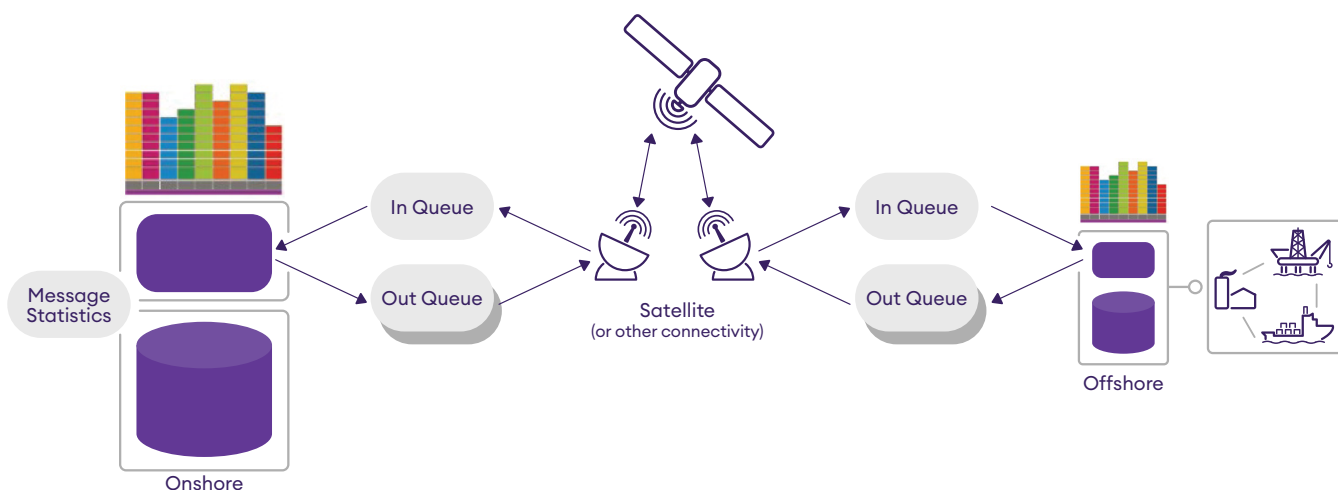 In Queue
In Queue
Message
Statistics
Out Queue
Out Queue
Satellite
(or other connectivity)
Offshore
Onshore